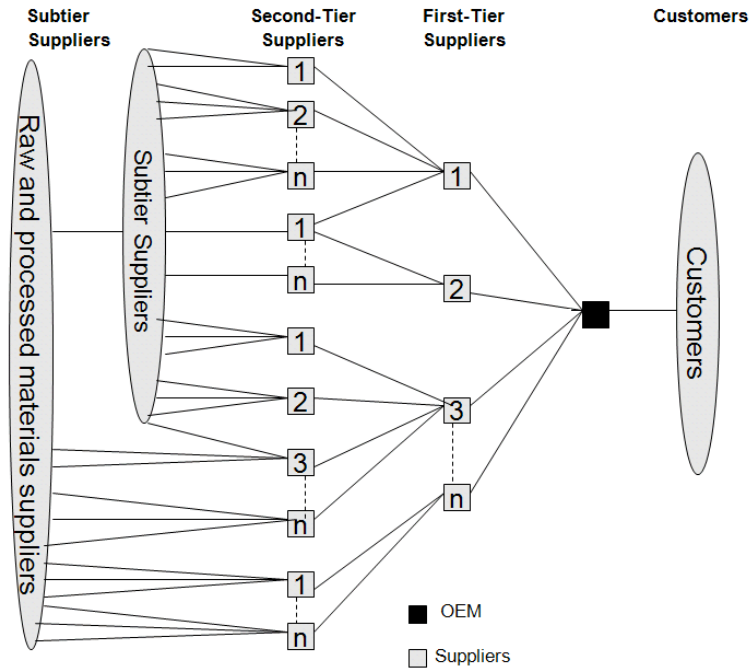 Subtier
Suppliers
Second-Tier
Suppliers
First-Tier
Suppliers
Customers
Raw and processed materials suppliers
Subtier Suppliers
1
2
n
1
n
1
2
3
n
1
n
1
2
3
n
Customers
OEM
Suppliers